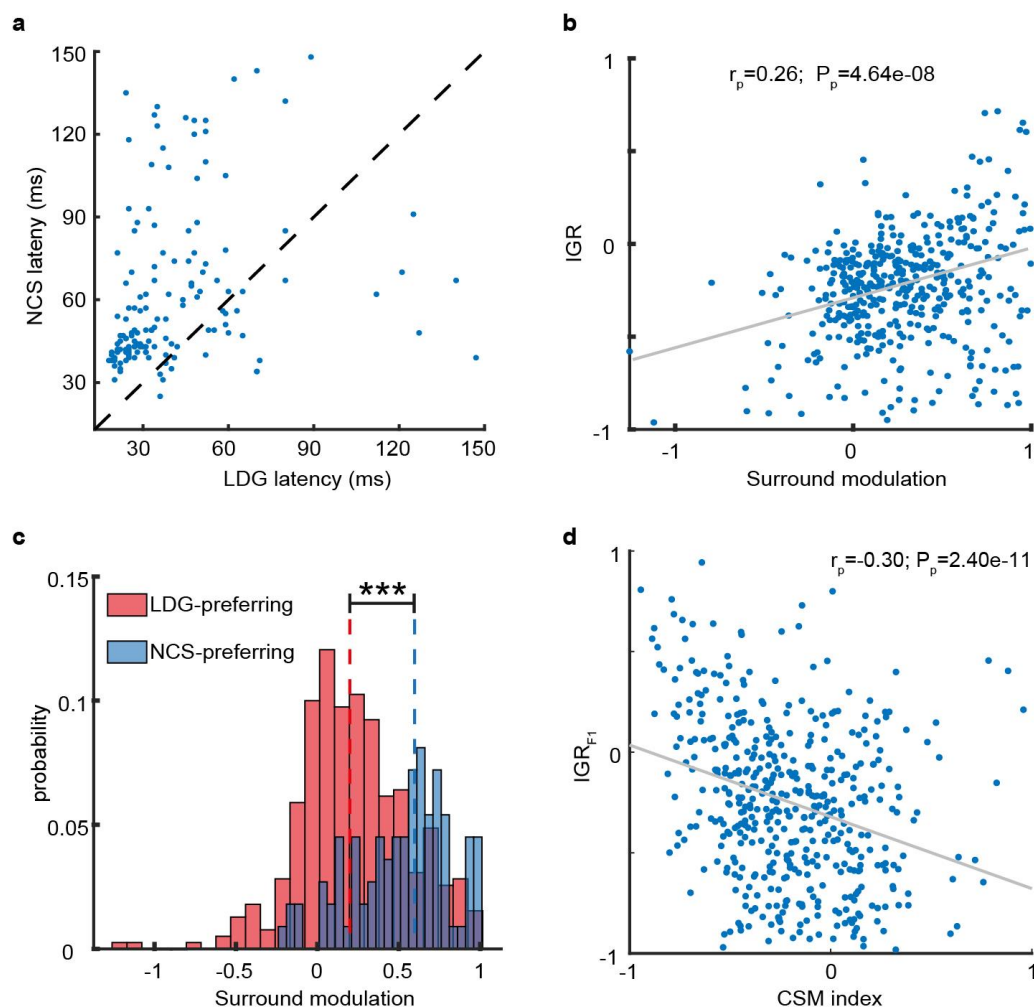 a
150
120
90
60
30
NCS lateny (ms)
30
60
90
120
150
LDG latency (ms)
b
r_p=0.26; P_p=4.64e-08
1
0
-1
IGR
-1
0
1
Surround modulation
c
0.15
0.1
0.05
0
probability
***
LDG-preferring
NCS-preferring
-1
-0.5
0
0.5
1
Surround modulation
d
r_p=-0.30; P_p=2.40e-11
1
0
-1
IGR_F1
-1
0
1
CSM index